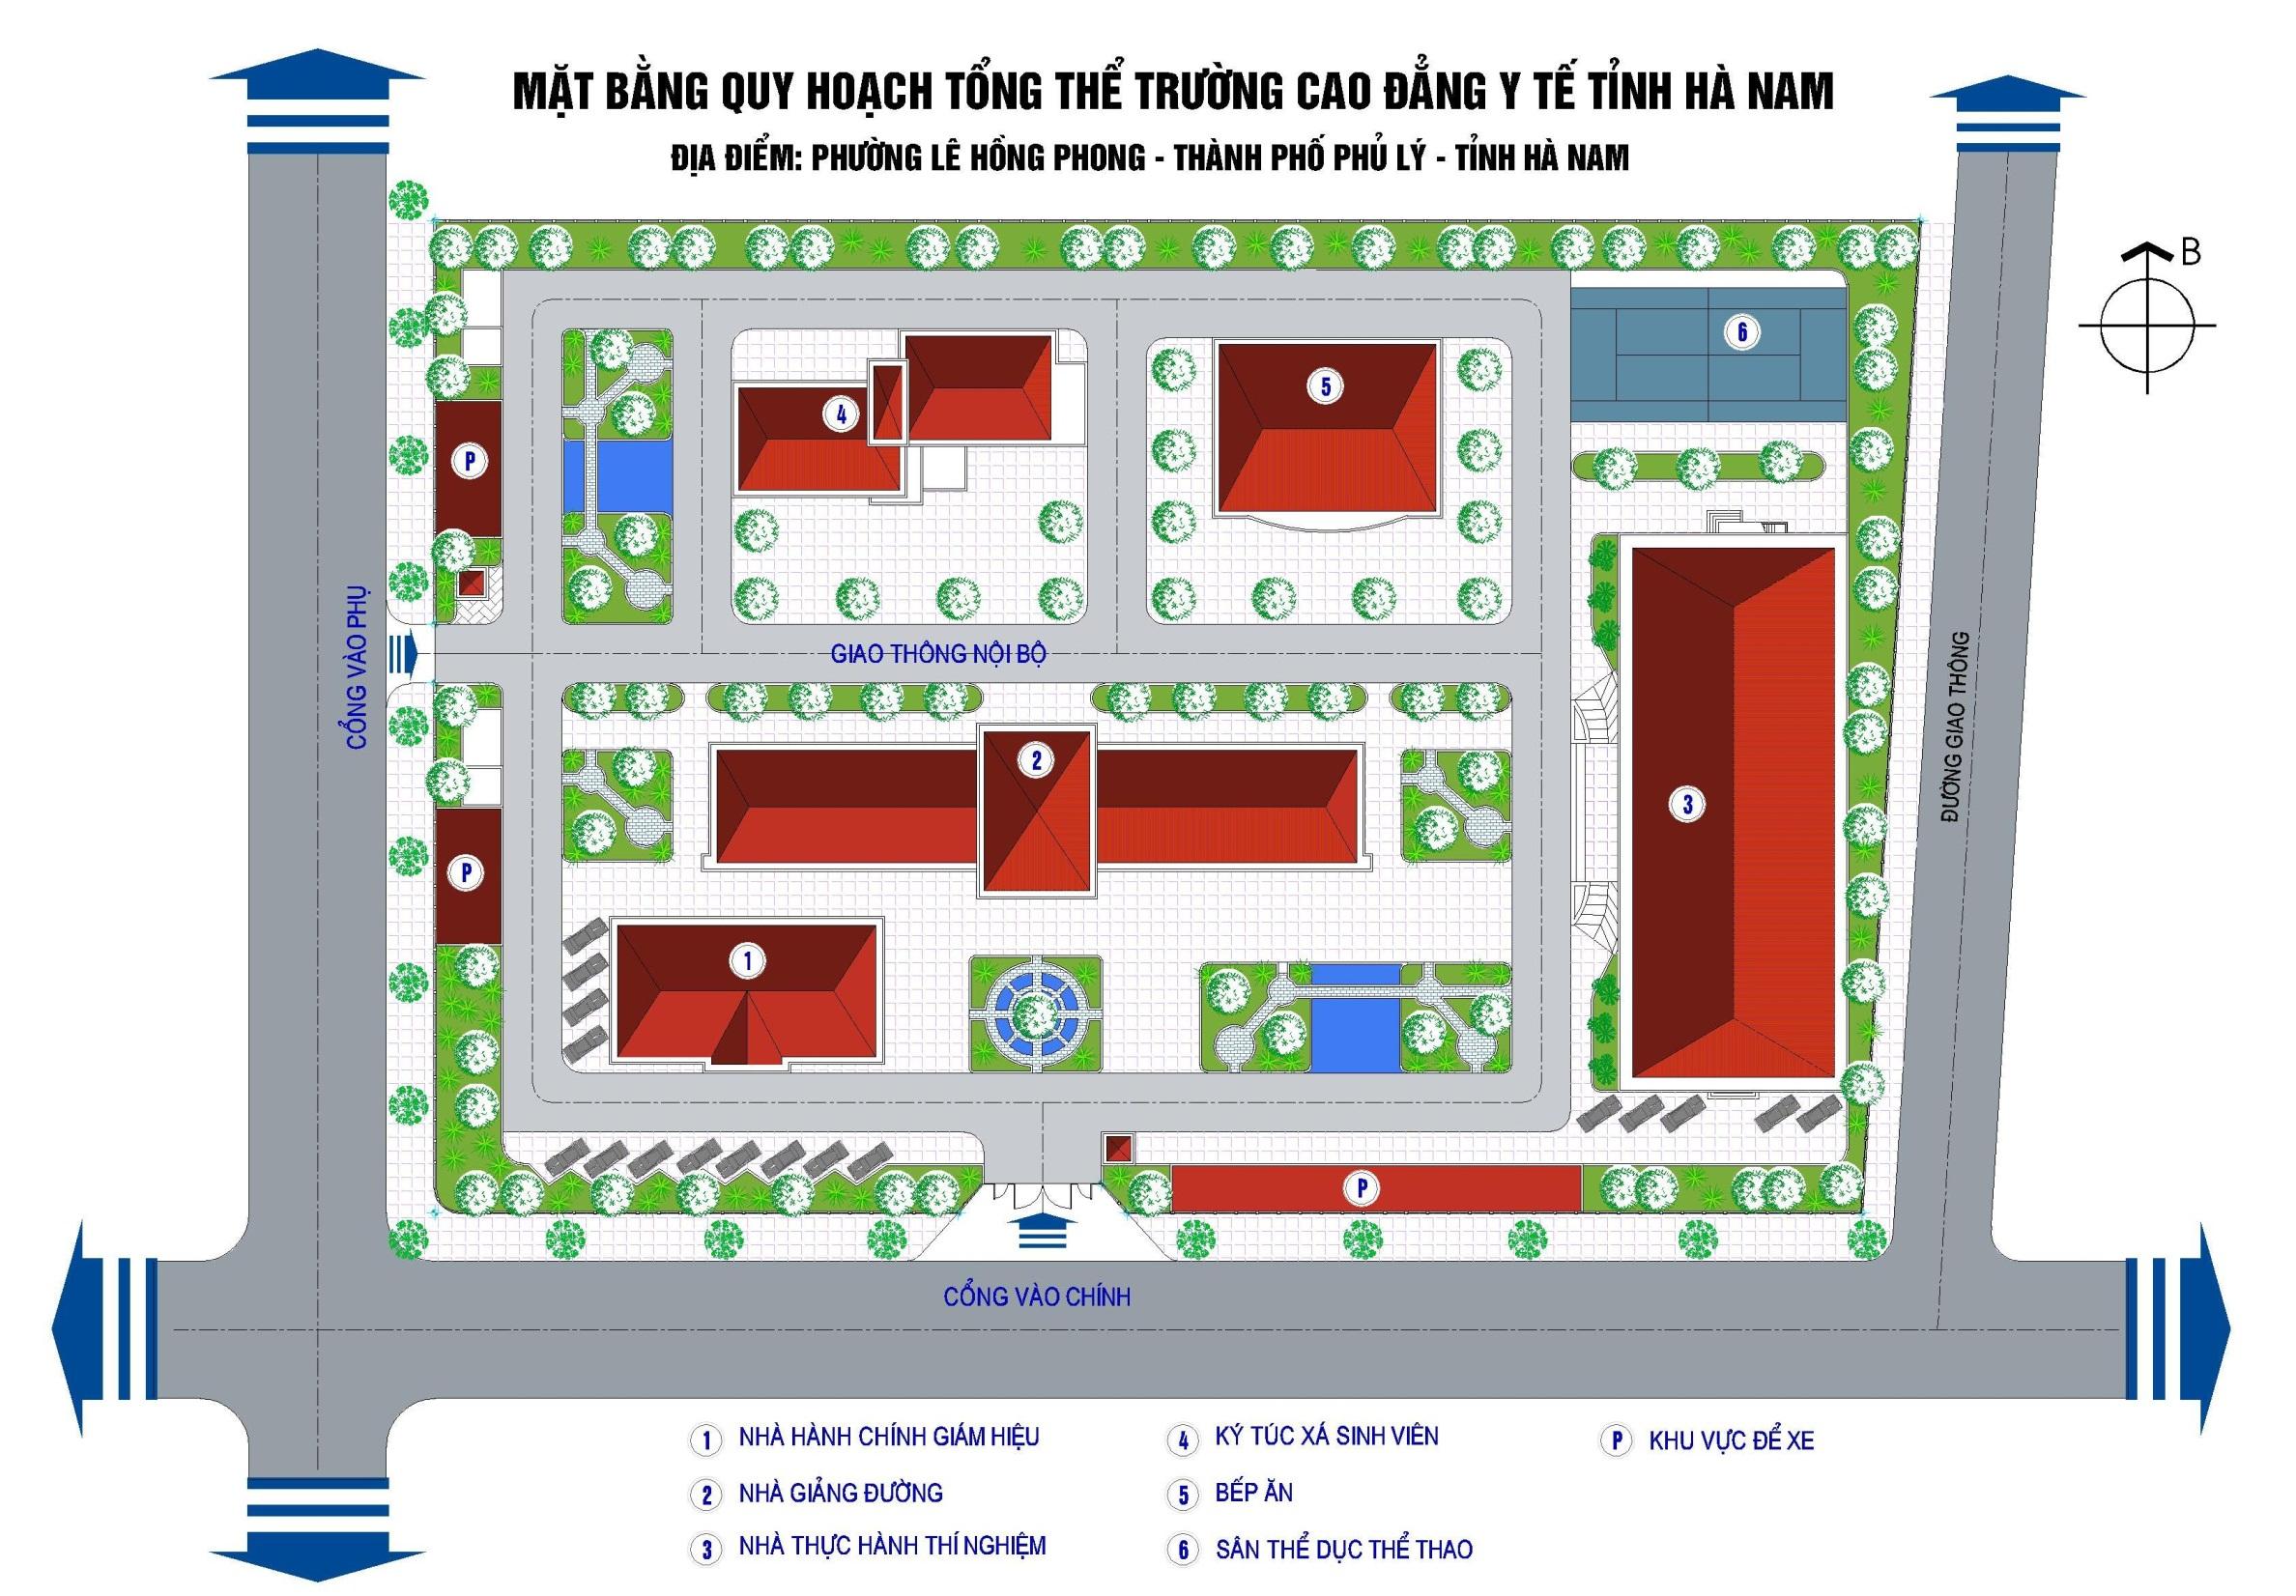 MẶT BẰNG QUY HOẠCH TỔNG THỂ TRƯỜNG CAO ĐẲNG Y TẾ TỈNH HÀ NAM
ĐỊA ĐIỂM: PHƯỜNG LÊ HỒNG PHONG - THÀNH PHỐ PHỦ LÝ - TỈNH HÀ NAM
B
6
5
4
P
CỔNG VÀO PHỤ
GIAO THÔNG NỘI BỘ
ĐƯỜNG GIAO THÔNG
2
3
P
1
P
CỔNG VÀO CHÍNH
1 NHÀ HÀNH CHÍNH GIÁM HIỆU
2 NHÀ GIẢNG ĐƯỜNG
3 NHÀ THỰC HÀNH THÍ NGHIỆM
4 KÝ TÚC XÁ SINH VIÊN
5 BẾP ĂN
6 SÂN THỂ DỤC THỂ THAO
P KHU VỰC ĐỂ XE